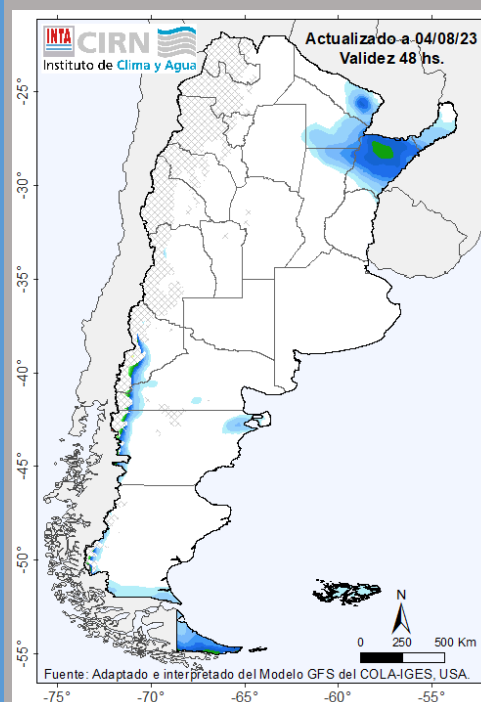 INTA CIRN
Instituto de Clima y Agua
Actualizado a 04/08/23
Validez 48 hs.
-25°
-30°
-35°
-40°
-45°
-50°
-55°
N
0 250 500 Km
Fuente: Adaptado e interpretado del Modelo GFS del COLA-IGES, USA.
-75° -70° -65° -60° -55°